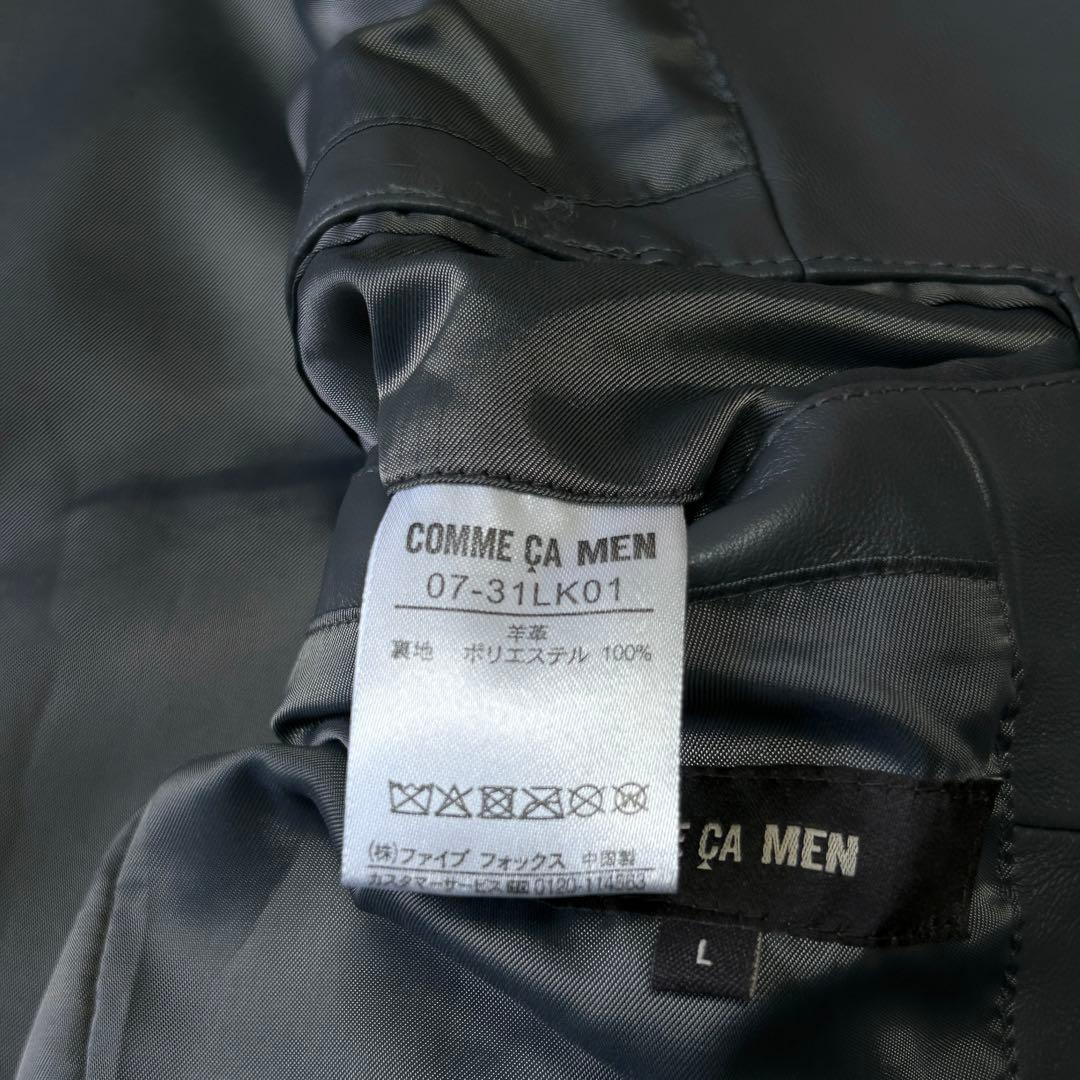 COMME ÇA MEN
07-31LK01
羊革
裏地 ポリエステル 100%
W
(株)ファイブ フォックス 中国製
カスタマーサービス 0120-114563
ÇA MEN
L